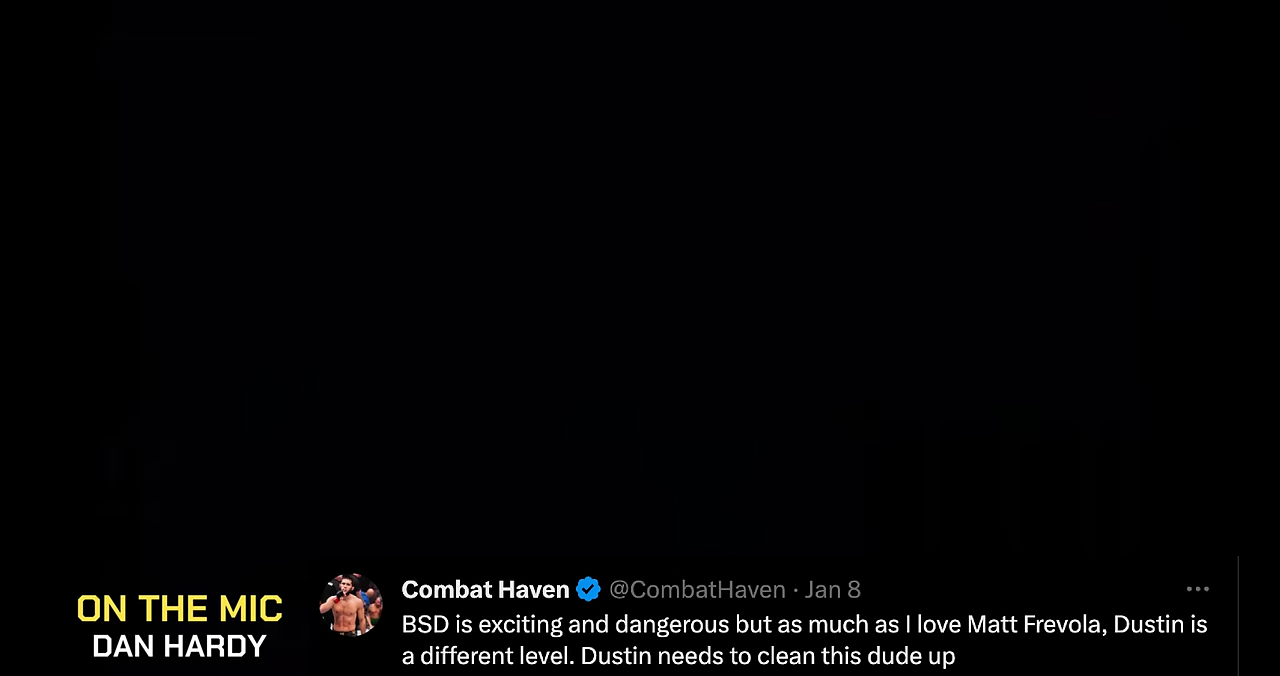 ON THE MIC
DAN HARDY
Combat Haven @CombatHaven · Jan 8
BSD is exciting and dangerous but as much as I love Matt Frevola, Dustin is
a different level. Dustin needs to clean this dude up